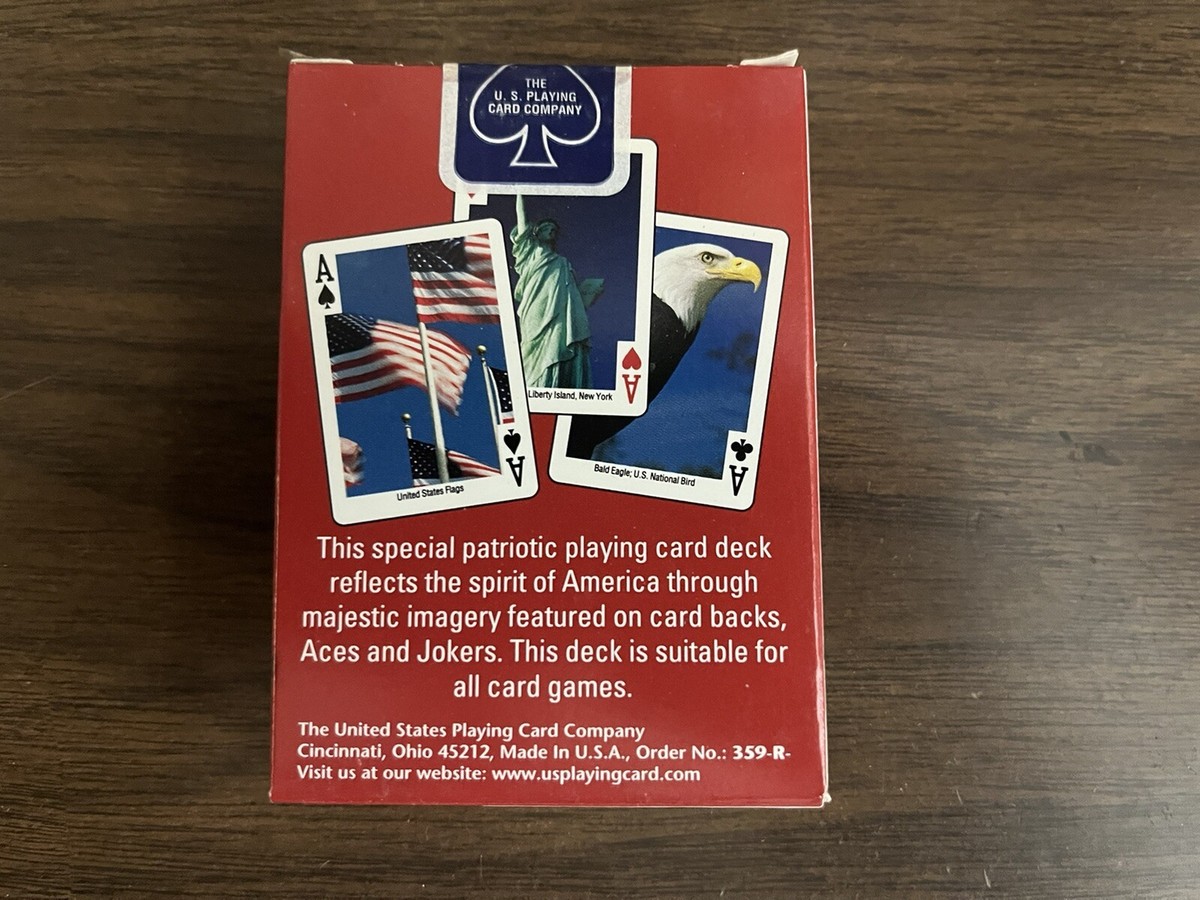 THE
U. S. PLAYING
CARD COMPANY
A
A
Liberty Island, New York
A
Bald Eagle; U.S. National Bird
A
United States Flags
This special patriotic playing card deck
reflects the spirit of America through
majestic imagery featured on card backs,
Aces and Jokers. This deck is suitable for
all card games.
The United States Playing Card Company
Cincinnati, Ohio 45212, Made In U.S.A., Order No.: 359-R-
Visit us at our website: www.usplayingcard.com